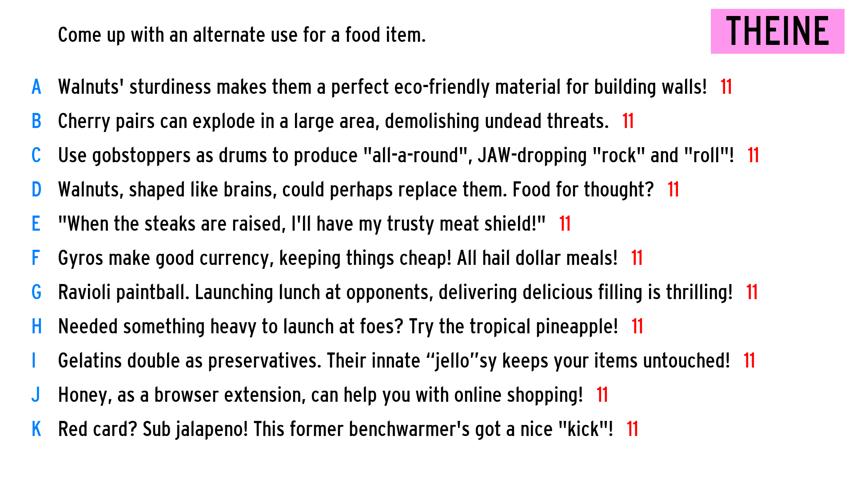 Come up with an alternate use for a food item.
THEINE
A Walnuts' sturdiness makes them a perfect eco-friendly material for building walls! 11
B Cherry pairs can explode in a large area, demolishing undead threats. 11
C Use gobstoppers as drums to produce "all-a-round", JAW-dropping "rock" and "roll"! 11
D Walnuts, shaped like brains, could perhaps replace them. Food for thought? 11
E "When the steaks are raised, I'll have my trusty meat shield!" 11
F Gyros make good currency, keeping things cheap! All hail dollar meals! 11
G Ravioli paintball. Launching lunch at opponents, delivering delicious filling is thrilling! 11
H Needed something heavy to launch at foes? Try the tropical pineapple! 11
I Gelatins double as preservatives. Their innate “jello”sy keeps your items untouched! 11
J Honey, as a browser extension, can help you with online shopping! 11
K Red card? Sub jalapeno! This former benchwarmer's got a nice "kick"! 11